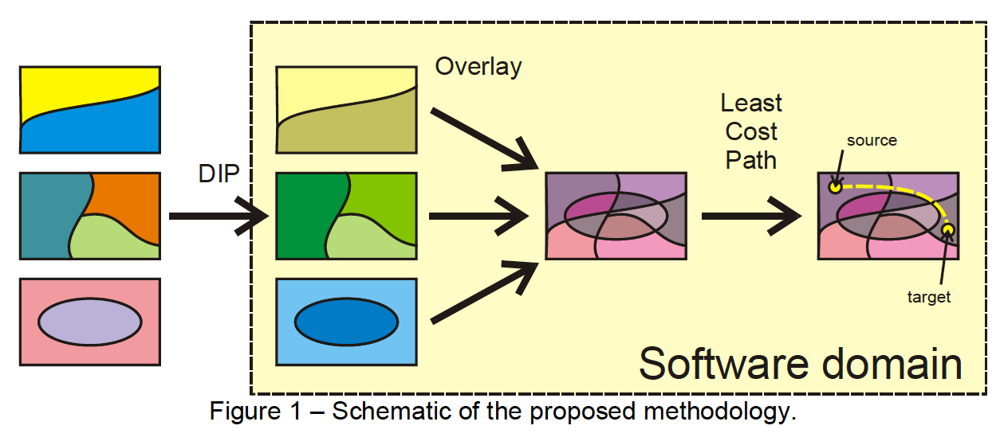 Overlay
DIP
Least
Cost
Path
source
target
Software domain
Figure 1 – Schematic of the proposed methodology.